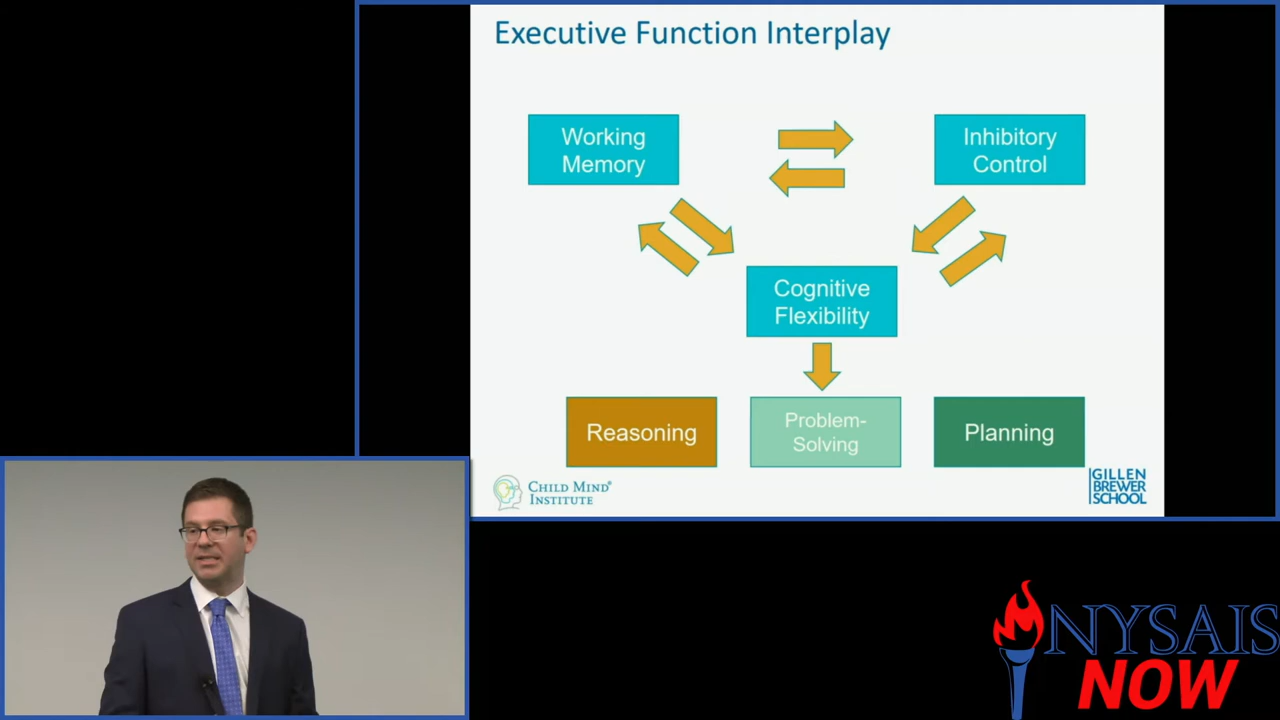 Executive Function Interplay
Working
Memory
Inhibitory
Control
Cognitive
Flexibility
Reasoning
Problem-
Solving
Planning
CHILD MIND®
INSTITUTE
GILLEN
BREWER
SCHOOL
NYSAIS
NOW